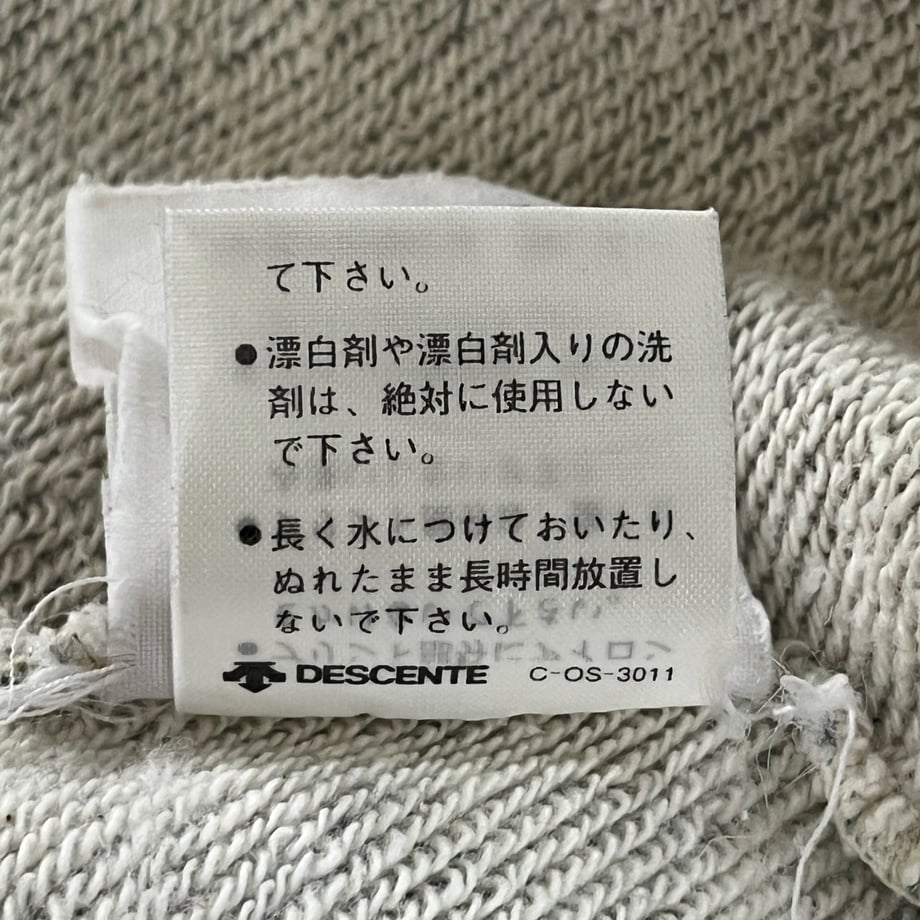 て下さい。
●漂白剤や漂白剤入りの洗
剤は、絶対に使用しない
で下さい。
●長く水につけておいたり、
ぬれたまま長時間放置し
ないで下さい。
DESCENTE C-OS-3011